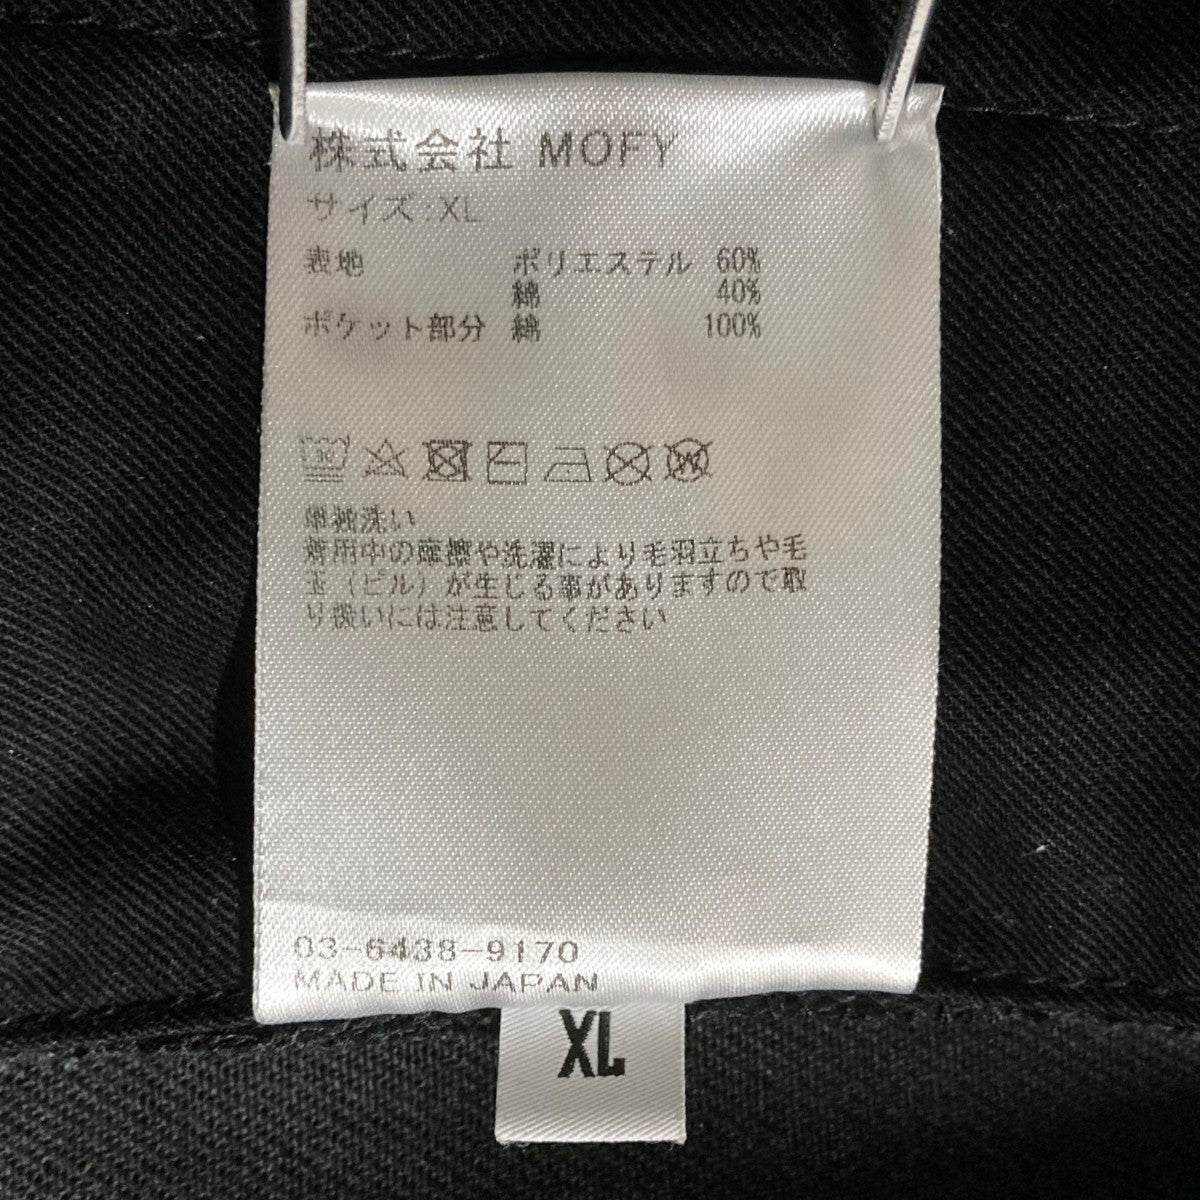 株式会社 MOFY
サイズ:XL
表地 ポリエステル 60%
綿 40%
ポケット部分 綿 100%
30
W
単独洗い
着用中の摩擦や洗濯により毛羽立ちや毛
玉(ピル)が生じる事がありますので取
り扱いには注意してください
03-6438-9170
MADE IN JAPAN
XL